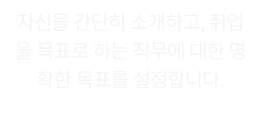 자신을 간단히 소개하고, 취업
을 목표로 하는 직무에 대한 명
확한 목표를 설정합니다.